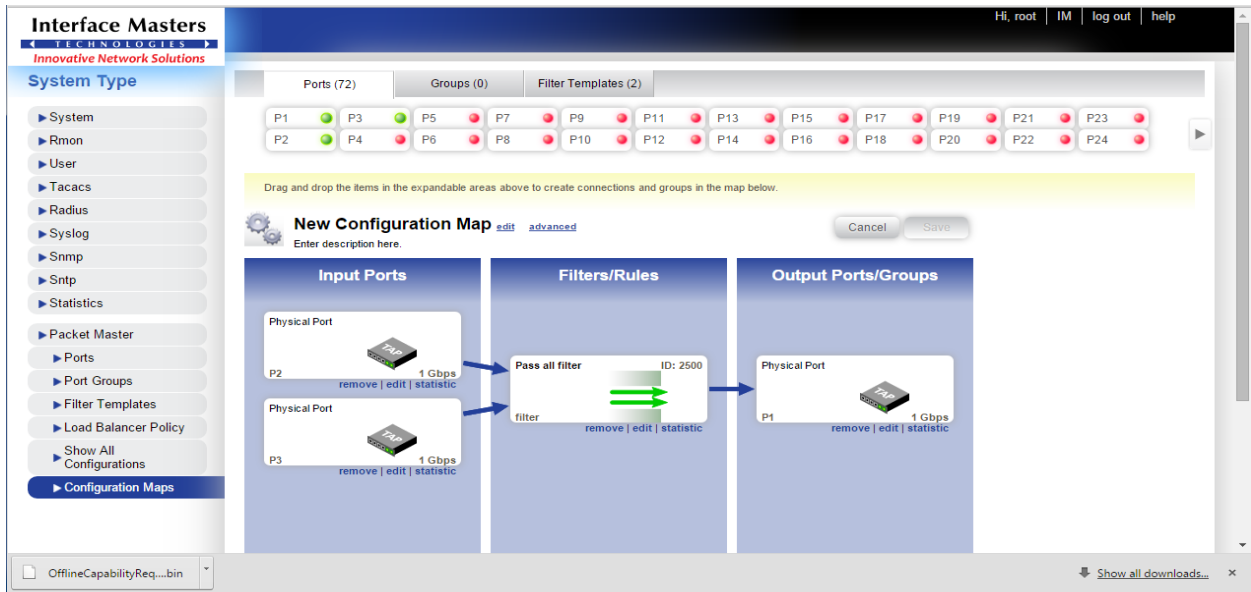 Hi, root | IM | log out | help
Interface Masters
TECHNOLOGIES
Innovative Network Solutions
System Type
System
Rmon
User
Tacacs
Radius
Syslog
Snmp
Sntp
Statistics
Packet Master
Ports
Port Groups
Filter Templates
Load Balancer Policy
Show All
Configurations
Configuration Maps
Ports (72) Groups (0) Filter Templates (2)
P1 P3 P5 P7 P9 P11 P13 P15 P17 P19 P21 P23
P2 P4 P6 P8 P10 P12 P14 P16 P18 P20 P22 P24
Drag and drop the items in the expandable areas above to create connections and groups in the map below.
New Configuration Map edit advanced
Enter description here.
Cancel Save
Input Ports
Physical Port
TAP
P2 1 Gbps
remove | edit | statistic
Physical Port
TAP
P3 1 Gbps
remove | edit | statistic
Filters/Rules
Pass all filter ID: 2500
filter
remove | edit | statistic
Output Ports/Groups
Physical Port
TAP
P1 1 Gbps
remove | edit | statistic
OfflineCapabilityReq....bin
Show all downloads...